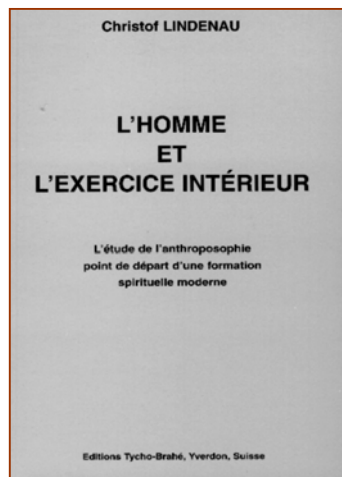 Christof LINDENAU
L'HOMME
ET
L'EXERCICE INTÉRIEUR
L'étude de l'anthroposophie
point de départ d'une formation
spirituelle moderne
Editions Tycho-Brahé, Yverdon, Suisse